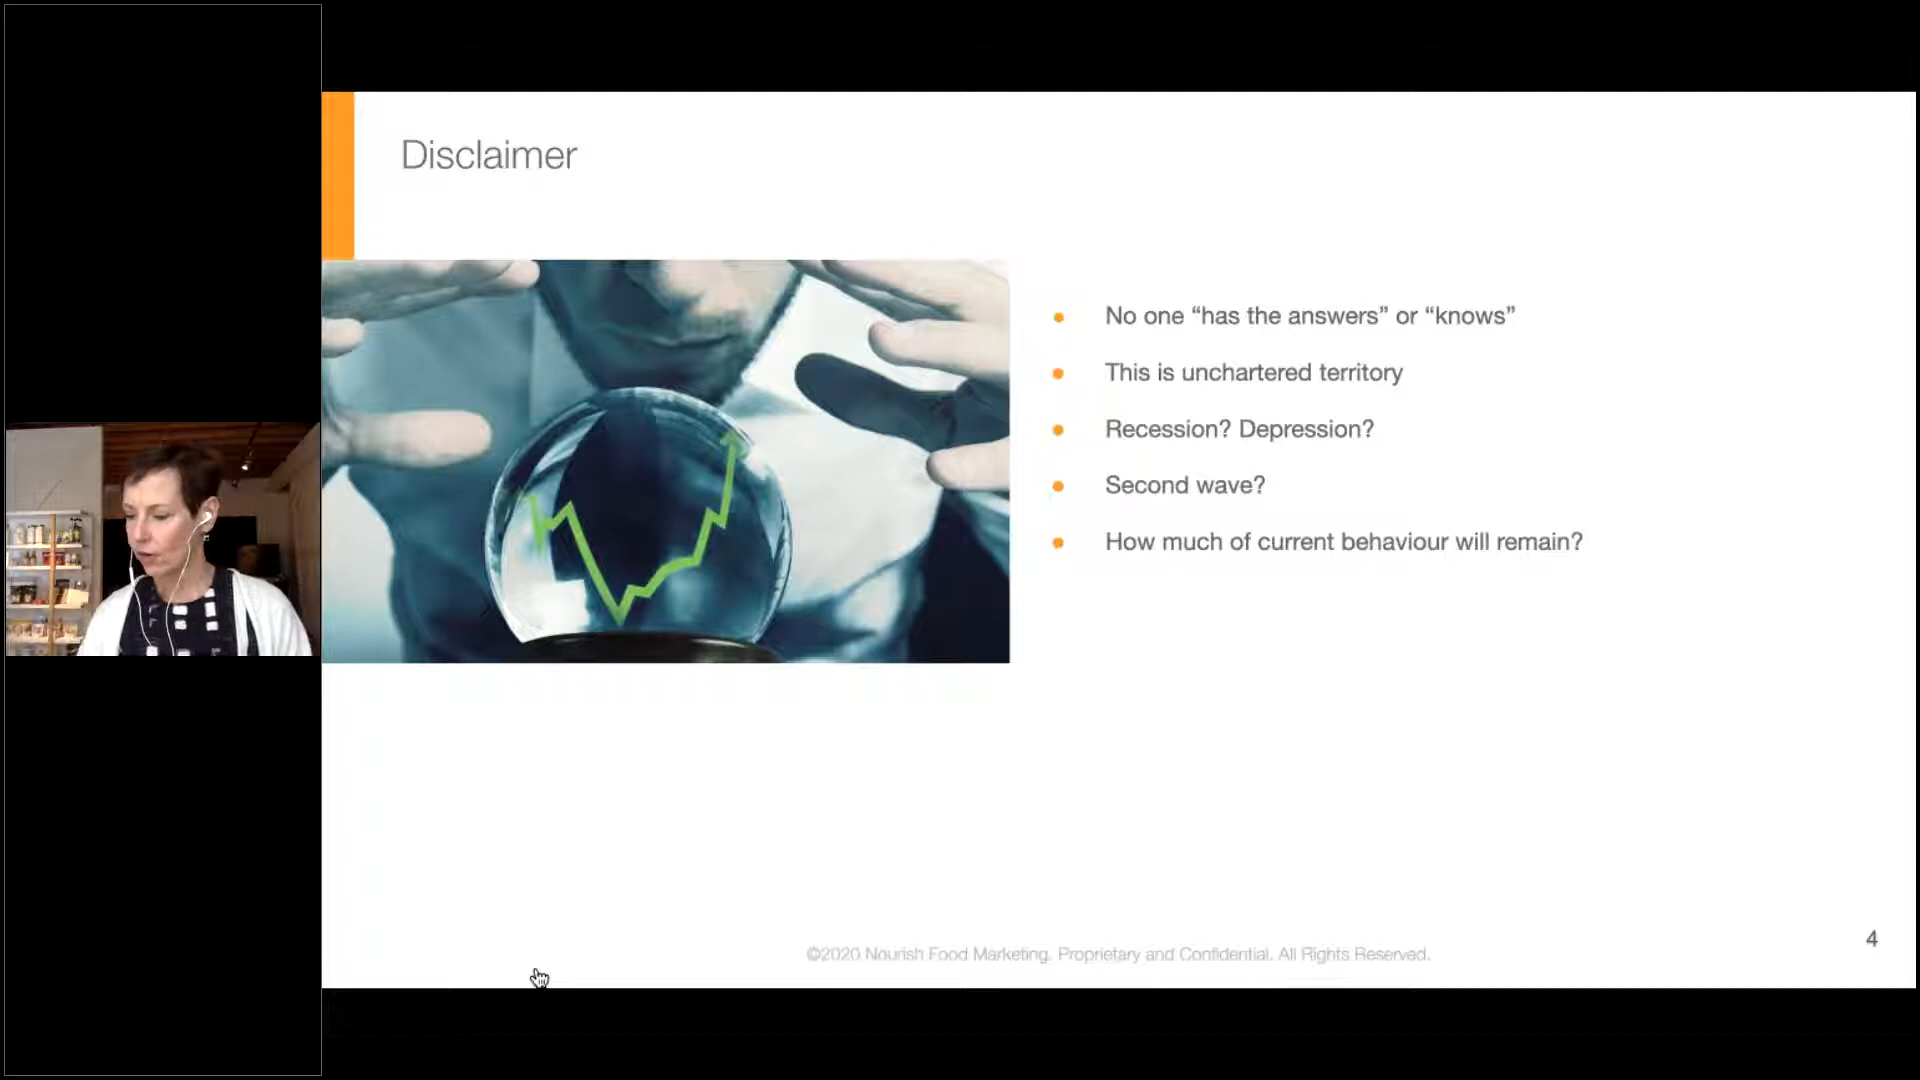 Disclaimer
No one “has the answers” or “knows”
This is unchartered territory
Recession? Depression?
Second wave?
How much of current behaviour will remain?
©2020 Nourish Food Marketing. Proprietary and Confidential. All Rights Reserved.
4